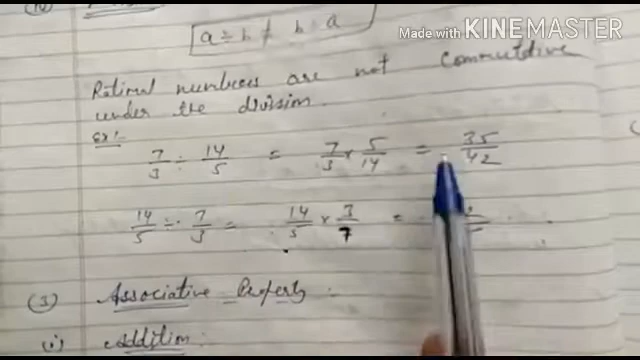 (iv)
Made with KINEMASTER
a ÷ b ≠ b ÷ a
Rational numbers are not commutative
under the division.
Ex:-
7/3 ÷ 14/5 = 7/3 × 5/14 = 35/42
14/5 ÷ 7/3 = 14/5 × 3/7 =
(3) Associative Property :-
(i) Addition: